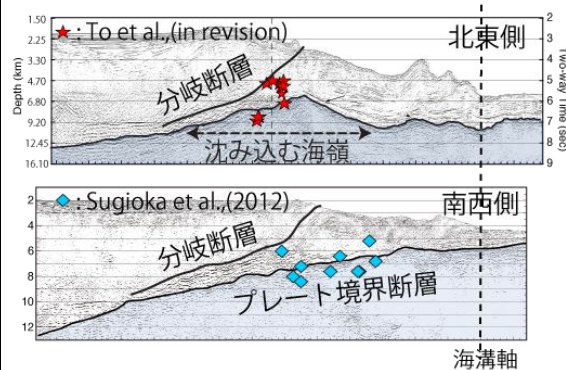 ★: To et al.,(in revision)
北東側
分岐断層
沈み込む海嶺
Depth (km)
1.50
2.25
3.30
4.70
6.80
9.20
12.45
16.10
Two-way Time (sec)
2
3
4
5
6
7
8
9
◆: Sugioka et al.,(2012)
南西側
分岐断層
プレート境界断層
2
4
6
8
10
12
海溝軸